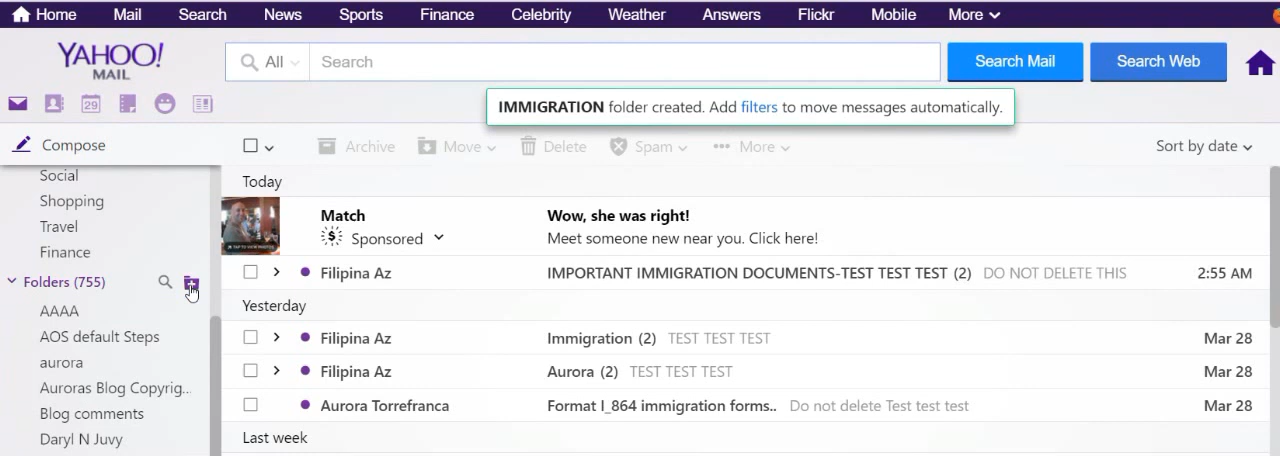 Home Mail Search News Sports Finance Celebrity Weather Answers Flickr Mobile More
YAHOO!
MAIL
All Search Search Mail Search Web
29
IMMIGRATION folder created. Add filters to move messages automatically.
Compose
Archive Move Delete Spam More Sort by date
Social
Shopping
Travel
Finance
Folders (755)
AAAA
AOS default Steps
aurora
Auroras Blog Copyrig...
Blog comments
Daryl N Juvy
Today
Match Wow, she was right!
Sponsored Meet someone new near you. Click here!
Filipina Az IMPORTANT IMMIGRATION DOCUMENTS-TEST TEST TEST (2) DO NOT DELETE THIS 2:55 AM
Yesterday
Filipina Az Immigration (2) TEST TEST TEST Mar 28
Filipina Az Aurora (2) TEST TEST TEST Mar 28
Aurora Torrefranca Format I_864 immigration forms.. Do not delete Test test test Mar 28
Last week